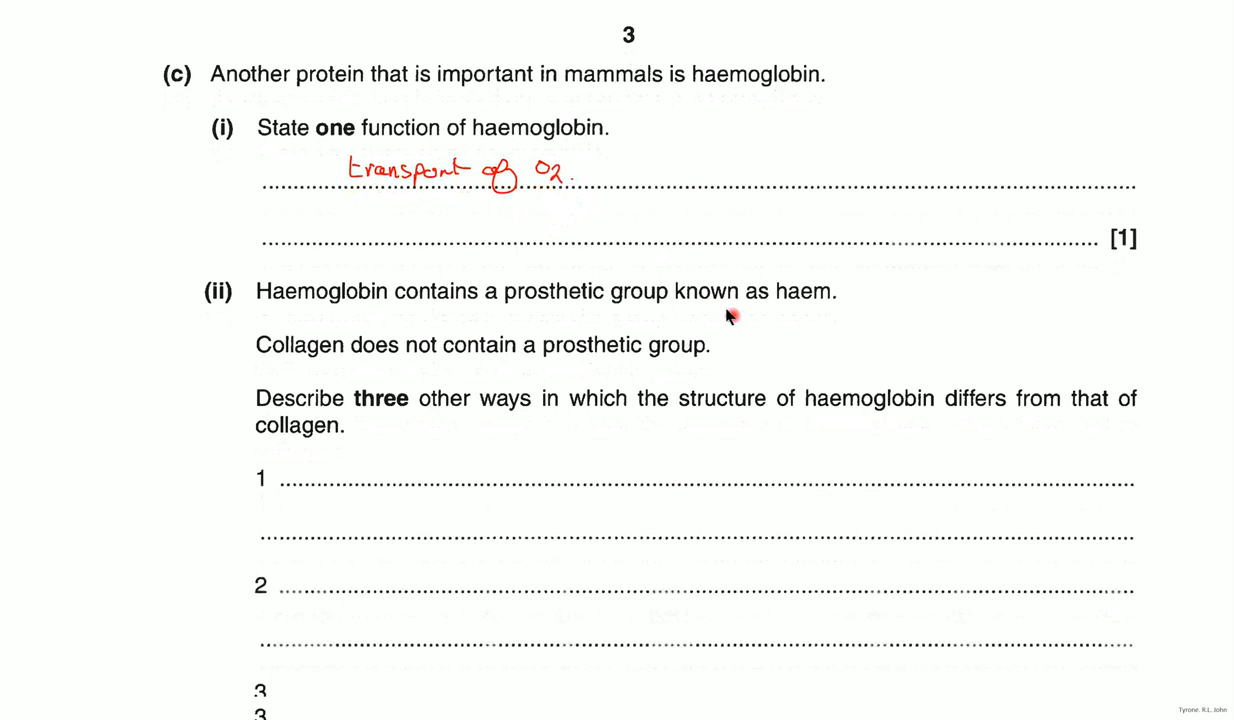 3
(c) Another protein that is important in mammals is haemoglobin.
(i) State one function of haemoglobin.
transport of O2.
[1]
(ii) Haemoglobin contains a prosthetic group known as haem.
Collagen does not contain a prosthetic group.
Describe three other ways in which the structure of haemoglobin differs from that of
collagen.
1
2
3
3
Tyrone. R.L. John